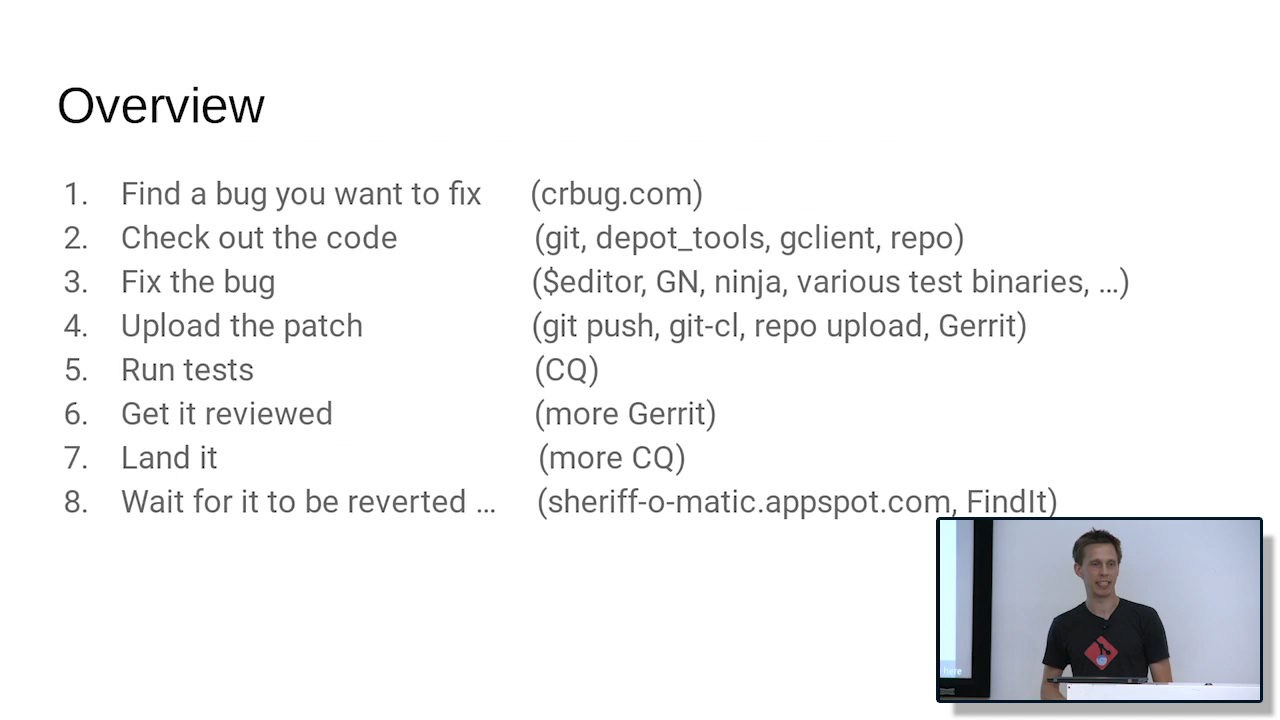 Overview
1. Find a bug you want to fix (crbug.com)
2. Check out the code (git, depot_tools, gclient, repo)
3. Fix the bug ($editor, GN, ninja, various test binaries, …)
4. Upload the patch (git push, git-cl, repo upload, Gerrit)
5. Run tests (CQ)
6. Get it reviewed (more Gerrit)
7. Land it (more CQ)
8. Wait for it to be reverted … (sheriff-o-matic.appspot.com, FindIt)
here